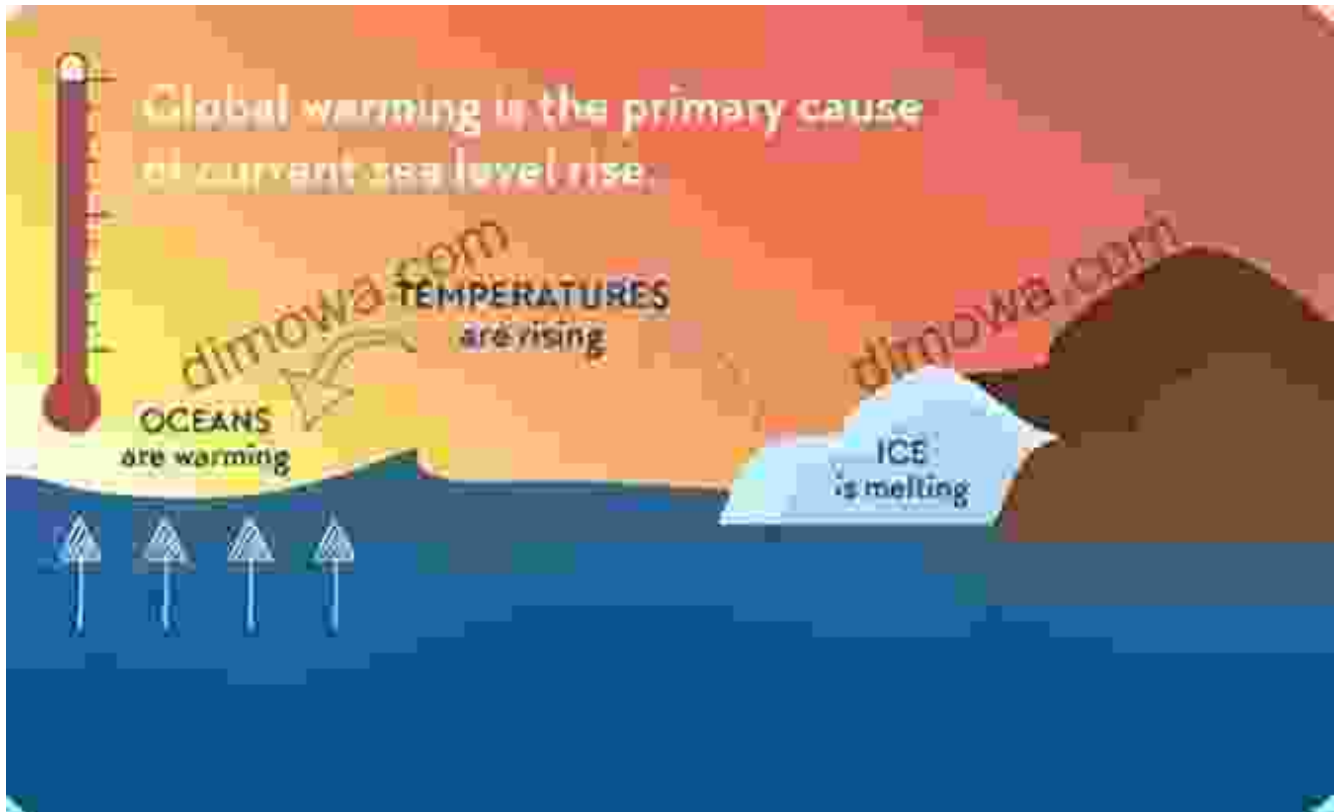 Global warming is the primary cause
of current sea level rise.
dimowa.com
dimowa.com
TEMPERATURES
are rising
OCEANS
are warming
ICE
is melting